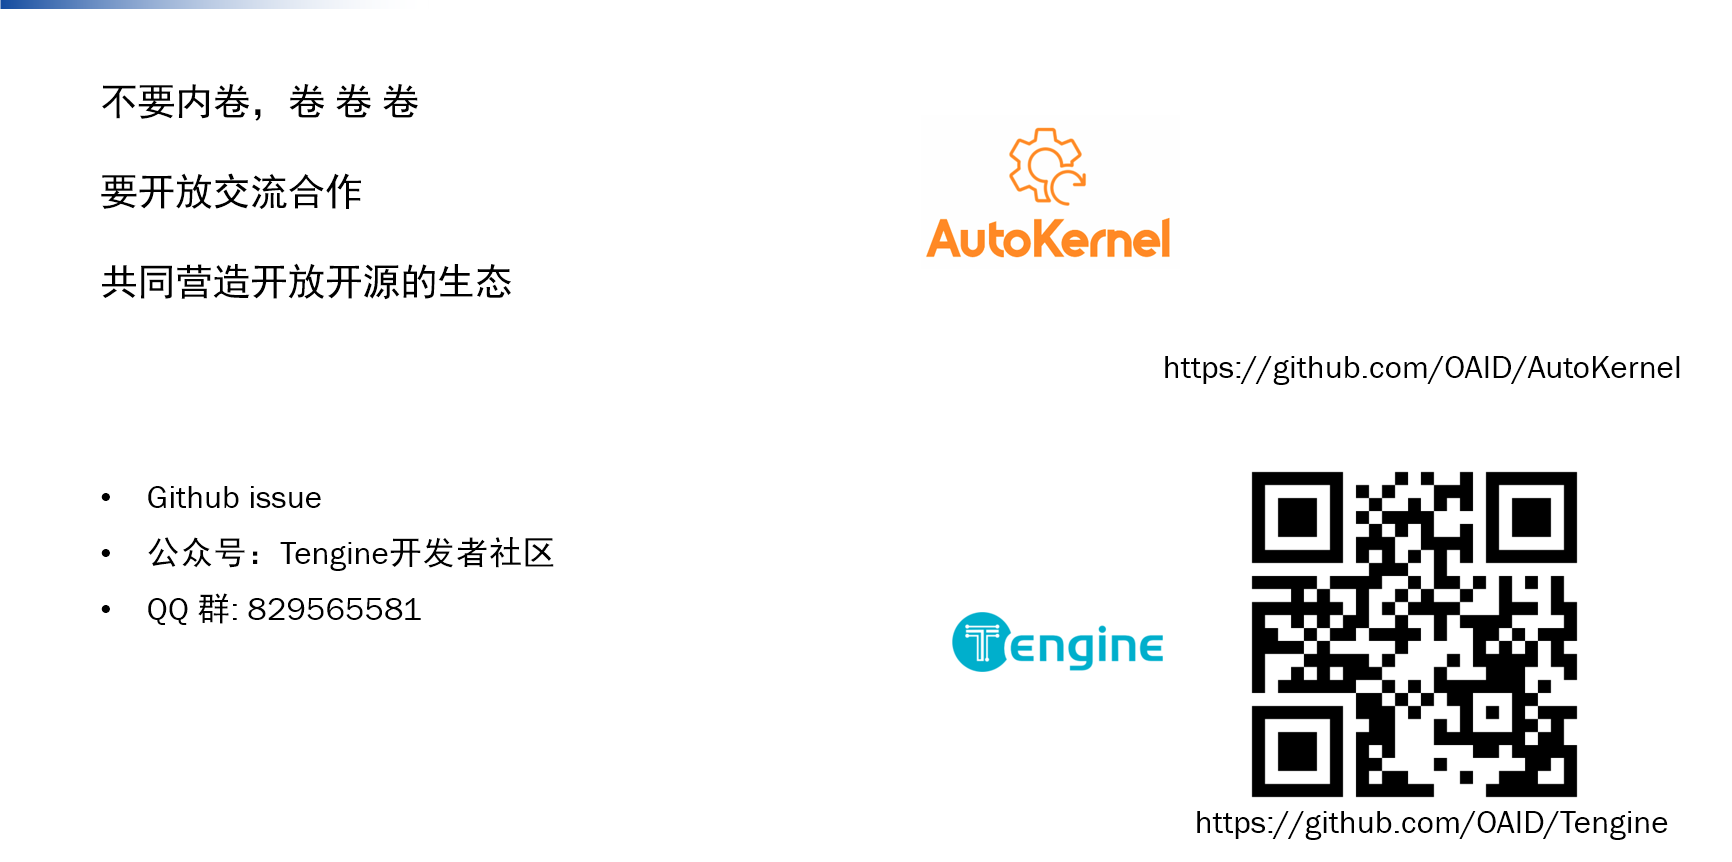 不要内卷，卷 卷 卷
要开放交流合作
共同营造开放开源的生态
• Github issue
• 公众号：Tengine开发者社区
• QQ 群: 829565581
AutoKernel
https://github.com/OAID/AutoKernel
Tengine
https://github.com/OAID/Tengine